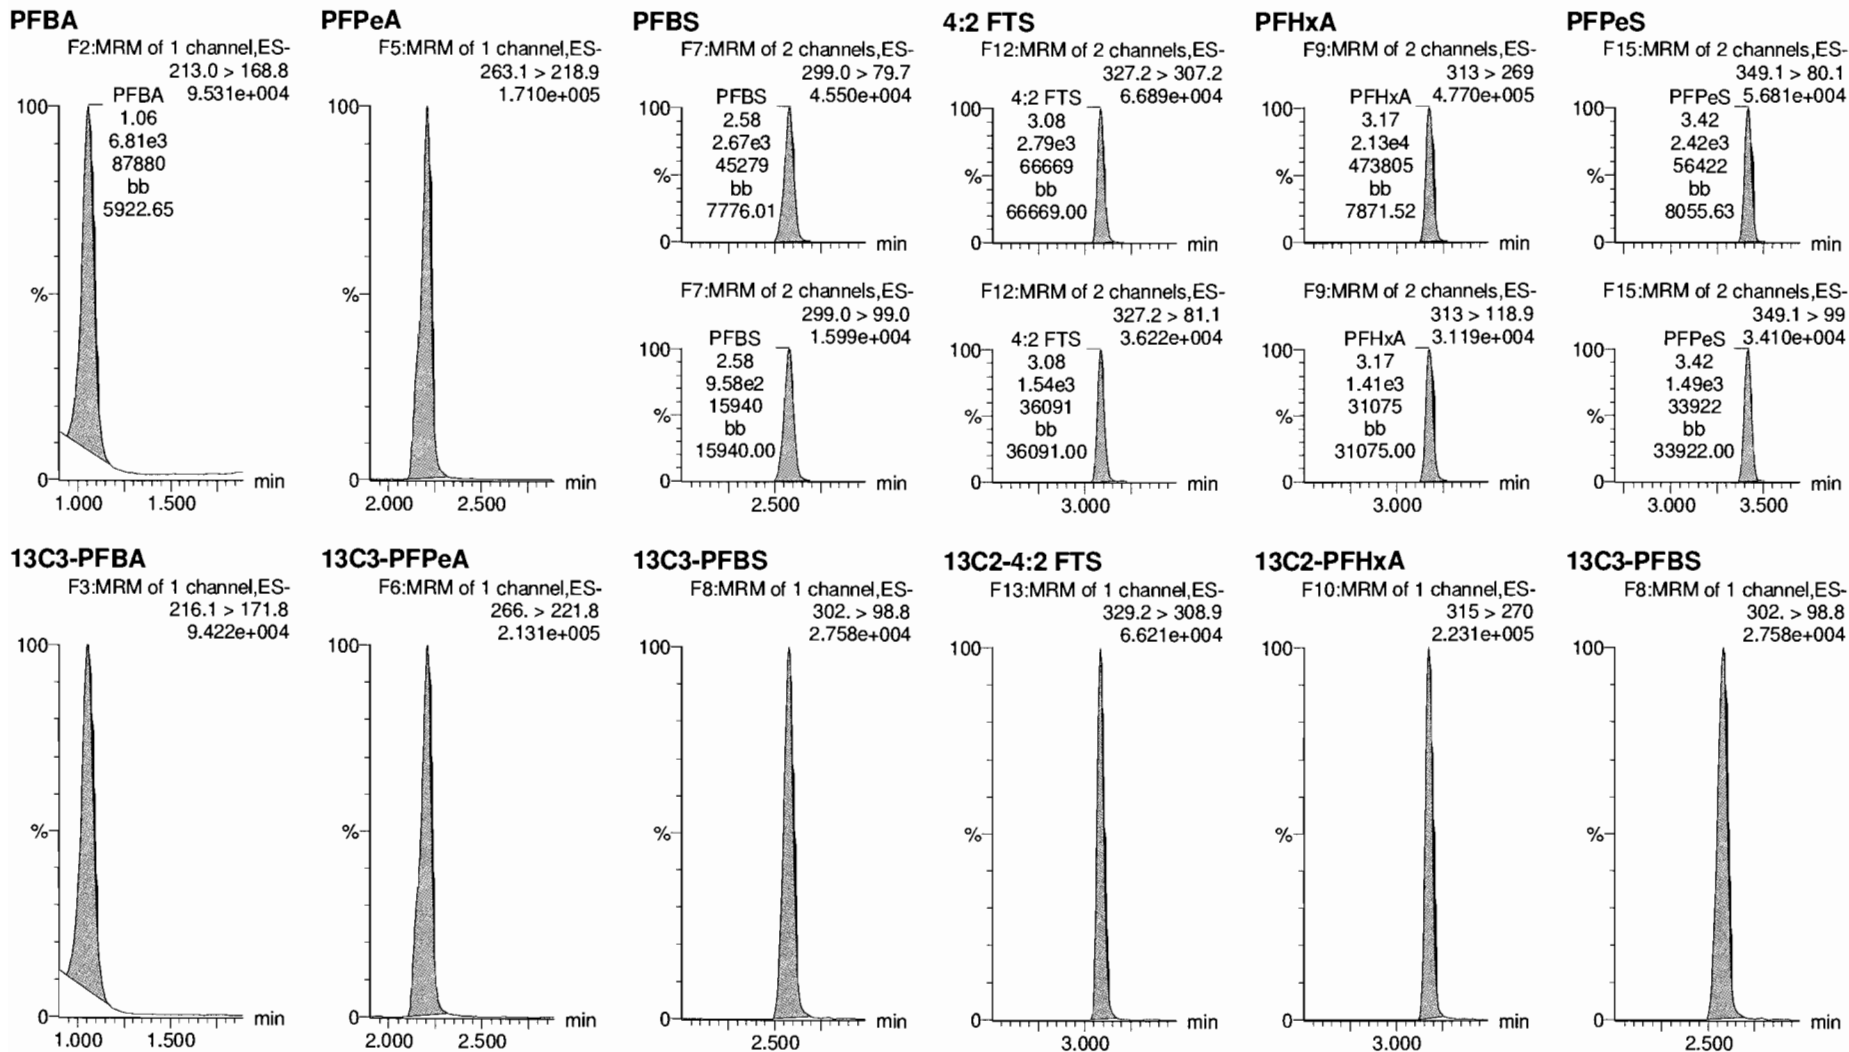 PFBA
F2:MRM of 1 channel,ES-
213.0 > 168.8
9.531e+004
PFBA
1.06
6.81e3
87880
bb
5922.65
100
%
0
min
1.000 1.500
PFPeA
F5:MRM of 1 channel,ES-
263.1 > 218.9
1.710e+005
100
%
0
min
2.000 2.500
PFBS
F7:MRM of 2 channels,ES-
299.0 > 79.7
4.550e+004
PFBS
2.58
2.67e3
45279
bb
7776.01
100
%
0
min
F7:MRM of 2 channels,ES-
299.0 > 99.0
1.599e+004
PFBS
2.58
9.58e2
15940
bb
15940.00
100
%
0
min
2.500
4:2 FTS
F12:MRM of 2 channels,ES-
327.2 > 307.2
6.689e+004
4:2 FTS
3.08
2.79e3
66669
bb
66669.00
100
%
0
min
F12:MRM of 2 channels,ES-
327.2 > 81.1
3.622e+004
4:2 FTS
3.08
1.54e3
36091
bb
36091.00
100
%
0
min
3.000
PFHxA
F9:MRM of 2 channels,ES-
313 > 269
4.770e+005
PFHxA
3.17
2.13e4
473805
bb
7871.52
100
%
0
min
F9:MRM of 2 channels,ES-
313 > 118.9
3.119e+004
PFHxA
3.17
1.41e3
31075
bb
31075.00
100
%
0
min
3.000
PFPeS
F15:MRM of 2 channels,ES-
349.1 > 80.1
5.681e+004
PFPeS
3.42
2.42e3
56422
bb
8055.63
100
%
0
min
F15:MRM of 2 channels,ES-
349.1 > 99
3.410e+004
PFPeS
3.42
1.49e3
33922
bb
33922.00
100
%
0
min
3.000 3.500
13C3-PFBA
F3:MRM of 1 channel,ES-
216.1 > 171.8
9.422e+004
100
%
0
min
1.000 1.500
13C3-PFPeA
F6:MRM of 1 channel,ES-
266. > 221.8
2.131e+005
100
%
0
min
2.000 2.500
13C3-PFBS
F8:MRM of 1 channel,ES-
302. > 98.8
2.758e+004
100
%
0
min
2.500
13C2-4:2 FTS
F13:MRM of 1 channel,ES-
329.2 > 308.9
6.621e+004
100
%
0
min
3.000
13C2-PFHxA
F10:MRM of 1 channel,ES-
315 > 270
2.231e+005
100
%
0
min
3.000
13C3-PFBS
F8:MRM of 1 channel,ES-
302. > 98.8
2.758e+004
100
%
0
min
2.500